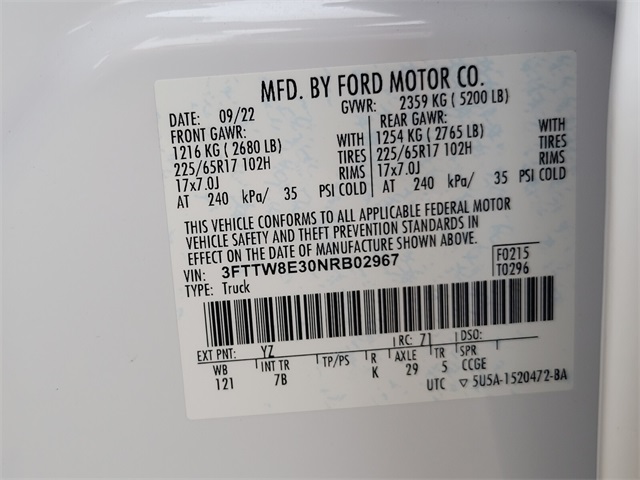 MFD. BY FORD MOTOR CO.
DATE: 09/22 GVWR: 2359 KG ( 5200 LB)
FRONT GAWR: REAR GAWR:
1216 KG ( 2680 LB) WITH 1254 KG ( 2765 LB) WITH
225/65R17 102H TIRES 225/65R17 102H TIRES
17x7.0J RIMS 17x7.0J RIMS
AT 240 kPa/ 35 PSI COLD AT 240 kPa/ 35 PSI COLD
THIS VEHICLE CONFORMS TO ALL APPLICABLE FEDERAL MOTOR
VEHICLE SAFETY AND THEFT PREVENTION STANDARDS IN
EFFECT ON THE DATE OF MANUFACTURE SHOWN ABOVE.
VIN: 3FTTW8E30NRB02967 F0215
TYPE: Truck T0296
EXT PNT: YZ RC: 71 DSO:
WB INT TR TP/PS R AXLE TR SPR
121 7B K 29 5 CCGE
UTC ▽ 5U5A-1520472-BA